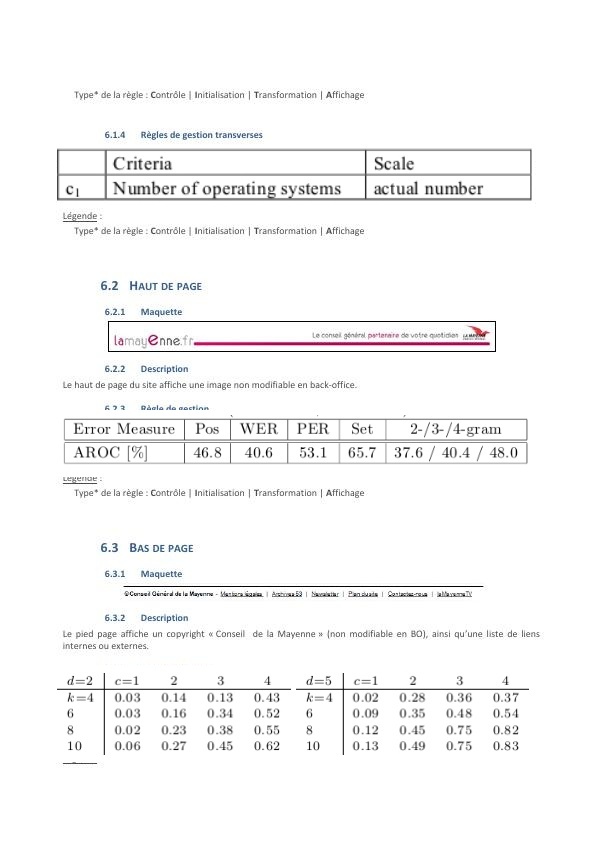 Type* de la règle : Contrôle | Initialisation | Transformation | Affichage
6.1.4 Règles de gestion transverses
Criteria Scale
c1 Number of operating systems actual number
Légende :
Type* de la règle : Contrôle | Initialisation | Transformation | Affichage
6.2 HAUT DE PAGE
6.2.1 Maquette
lamayenne.fr Le conseil général partenaire de votre quotidien LA MAYENNE
6.2.2 Description
Le haut de page du site affiche une image non modifiable en back-office.
6.2.3 Règle de gestion
Error Measure Pos WER PER Set 2-/3-/4-gram
AROC [%] 46.8 40.6 53.1 65.7 37.6 / 40.4 / 48.0
Légende :
Type* de la règle : Contrôle | Initialisation | Transformation | Affichage
6.3 BAS DE PAGE
6.3.1 Maquette
©Conseil Général de la Mayenne - Mentions légales | Archives 53 | Newsletter | Plan du site | Contactez-nous | laMayenneTV
6.3.2 Description
Le pied page affiche un copyright « Conseil de la Mayenne » (non modifiable en BO), ainsi qu'une liste de liens
internes ou externes.
d=2 c=1 2 3 4 d=5 c=1 2 3 4
k=4 0.03 0.14 0.13 0.43 k=4 0.02 0.28 0.36 0.37
6 0.03 0.16 0.34 0.52 6 0.09 0.35 0.48 0.54
8 0.02 0.23 0.38 0.55 8 0.12 0.45 0.75 0.82
10 0.06 0.27 0.45 0.62 10 0.13 0.49 0.75 0.83